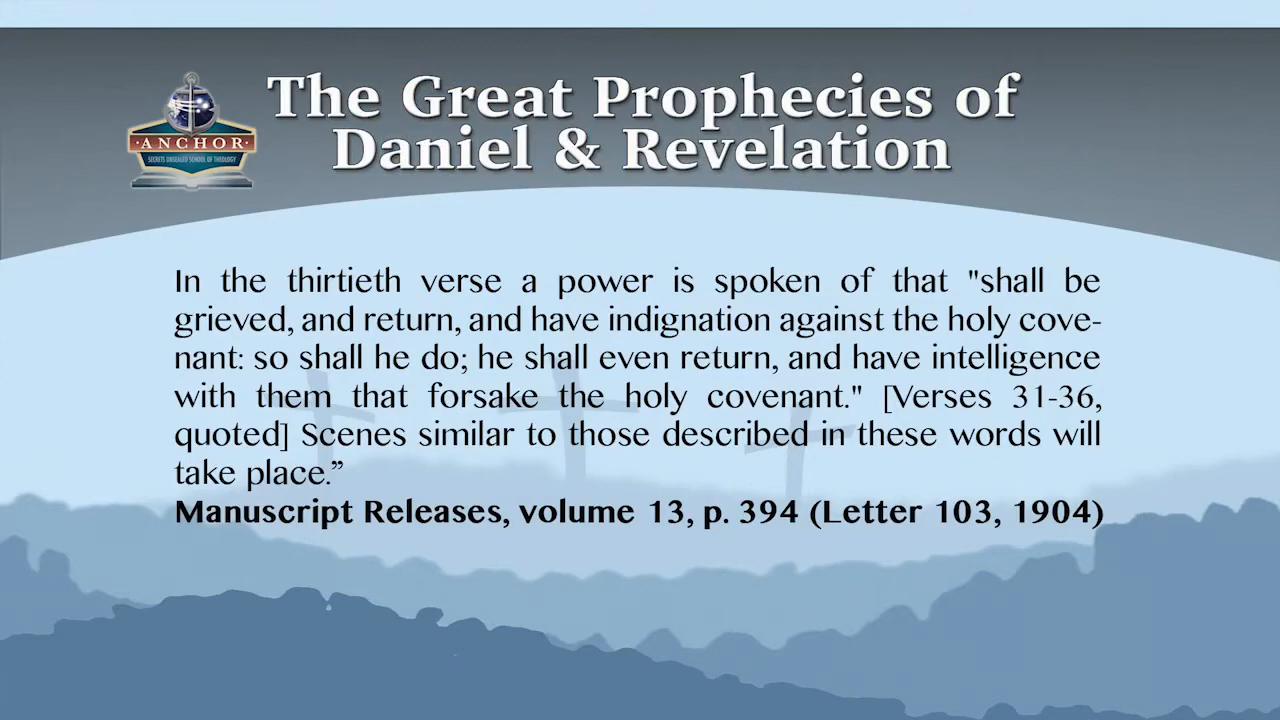 The Great Prophecies of
Daniel & Revelation
·ANCHOR·
SECRETS UNSEALED SCHOOL OF THEOLOGY
In the thirtieth verse a power is spoken of that "shall be
grieved, and return, and have indignation against the holy cove-
nant: so shall he do; he shall even return, and have intelligence
with them that forsake the holy covenant." [Verses 31-36,
quoted] Scenes similar to those described in these words will
take place.”
Manuscript Releases, volume 13, p. 394 (Letter 103, 1904)